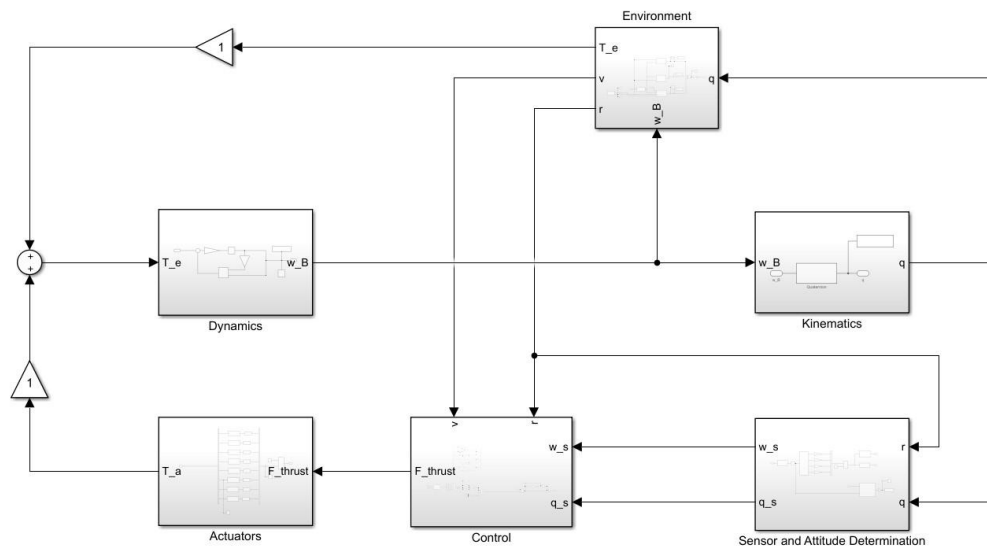 Environment
1
T_e
v
r
q
w_B
T_e
w_B
Dynamics
w_B
q
Kinematics
+
+
1
T_a
F_thrust
Actuators
v
r
F_thrust
w_s
q_s
Control
w_s
q_s
r
q
Sensor and Attitude Determination